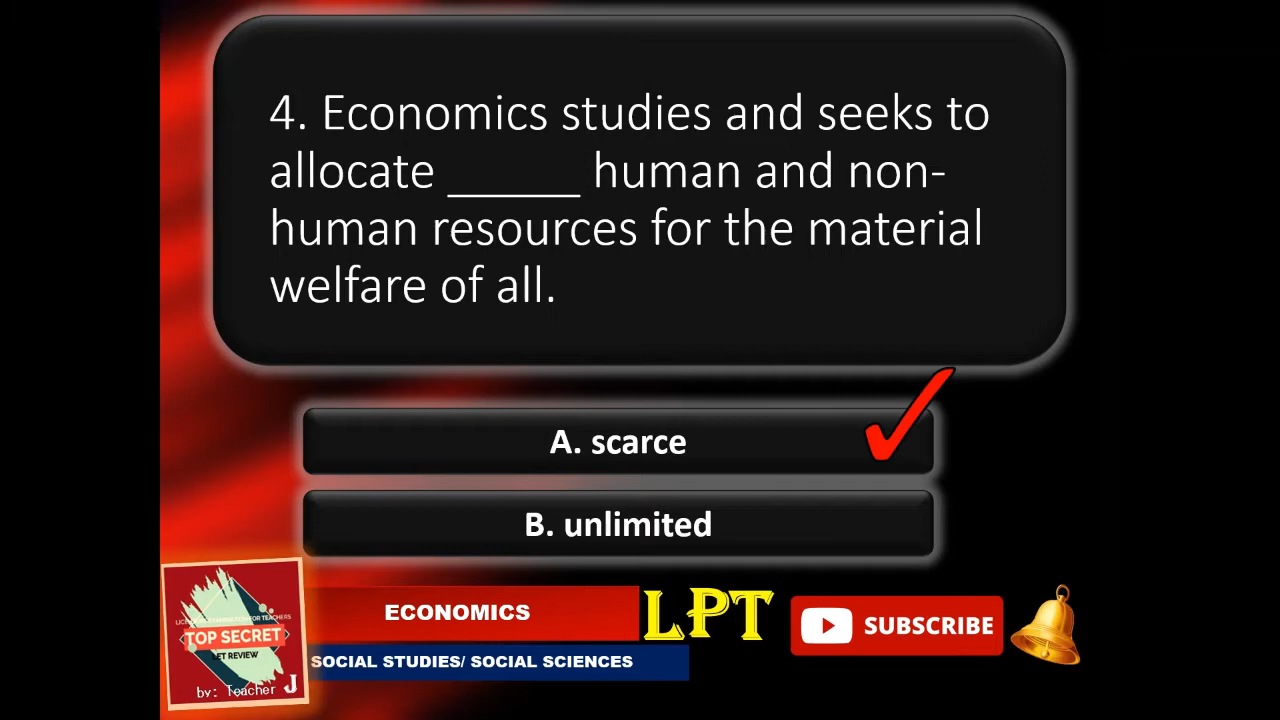 4. Economics studies and seeks to
allocate ______ human and non-
human resources for the material
welfare of all.
A. scarce
B. unlimited
ECONOMICS
SOCIAL STUDIES/ SOCIAL SCIENCES
LPT
SUBSCRIBE
TOP SECRET
LET REVIEW
by: Teacher J